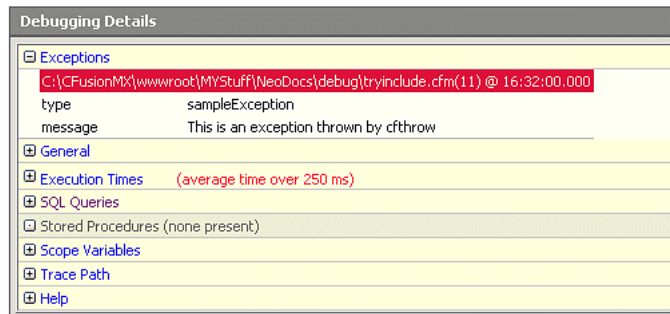 Debugging Details
Exceptions
C:\CFusionMX\wwwroot\MYStuff\NeoDocs\debug\tryinclude.cfm(11) @ 16:32:00.000
type sampleException
message This is an exception thrown by cfthrow
General
Execution Times (average time over 250 ms)
SQL Queries
Stored Procedures (none present)
Scope Variables
Trace Path
Help